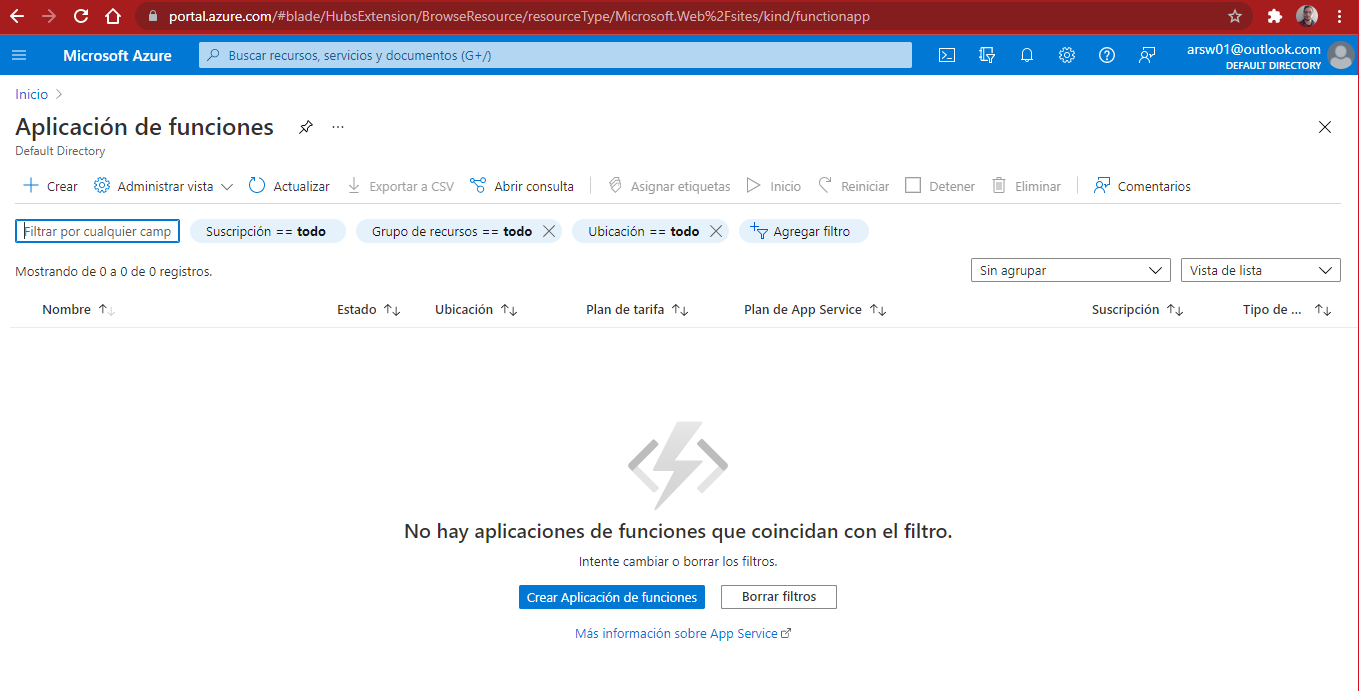 portal.azure.com/#blade/HubsExtension/BrowseResource/resourceType/Microsoft.Web%2Fsites/kind/functionapp
Microsoft Azure
Buscar recursos, servicios y documentos (G+/)
arsw01@outlook.com
DEFAULT DIRECTORY
Inicio
Aplicación de funciones
Default Directory
Crear Administrar vista Actualizar Exportar a CSV Abrir consulta Asignar etiquetas Inicio Reiniciar Detener Eliminar Comentarios
Filtrar por cualquier camp Suscripción == todo Grupo de recursos == todo Ubicación == todo Agregar filtro
Mostrando de 0 a 0 de 0 registros. Sin agrupar Vista de lista
Nombre Estado Ubicación Plan de tarifa Plan de App Service Suscripción Tipo de ...
No hay aplicaciones de funciones que coincidan con el filtro.
Intente cambiar o borrar los filtros.
Crear Aplicación de funciones Borrar filtros
Más información sobre App Service